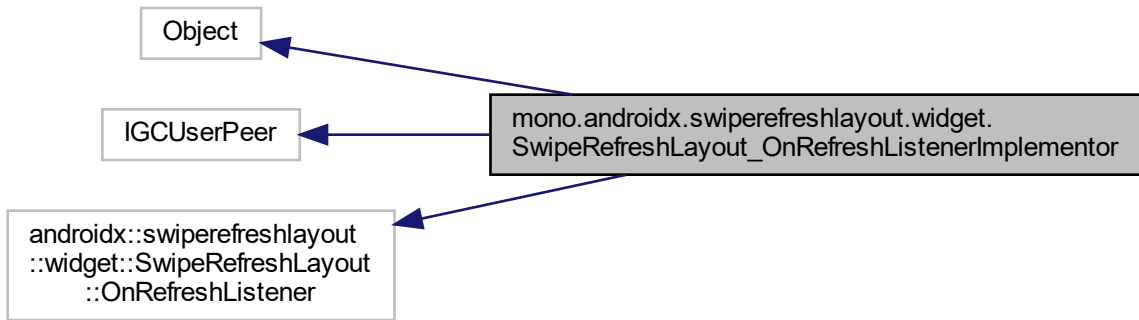 Object
IGCUserPeer
androidx::swiperefreshlayout
::widget::SwipeRefreshLayout
::OnRefreshListener
mono.androidx.swiperefreshlayout.widget.
SwipeRefreshLayout_OnRefreshListenerImplementor